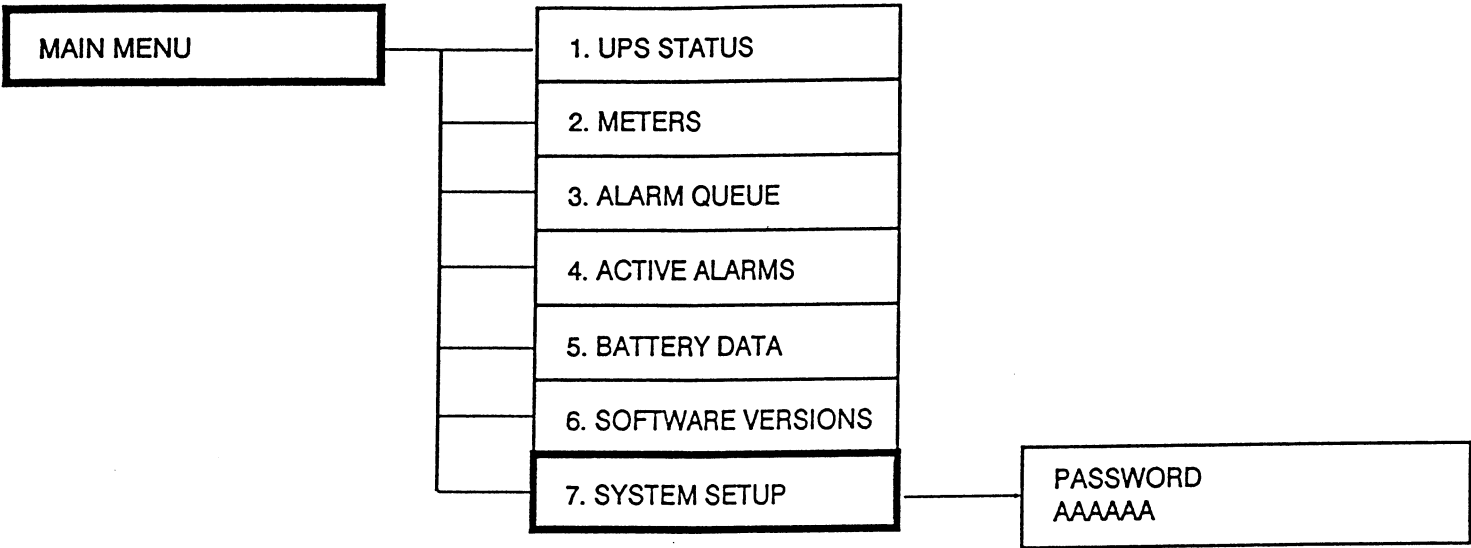 MAIN MENU
1. UPS STATUS
2. METERS
3. ALARM QUEUE
4. ACTIVE ALARMS
5. BATTERY DATA
6. SOFTWARE VERSIONS
7. SYSTEM SETUP
PASSWORD
AAAAAA